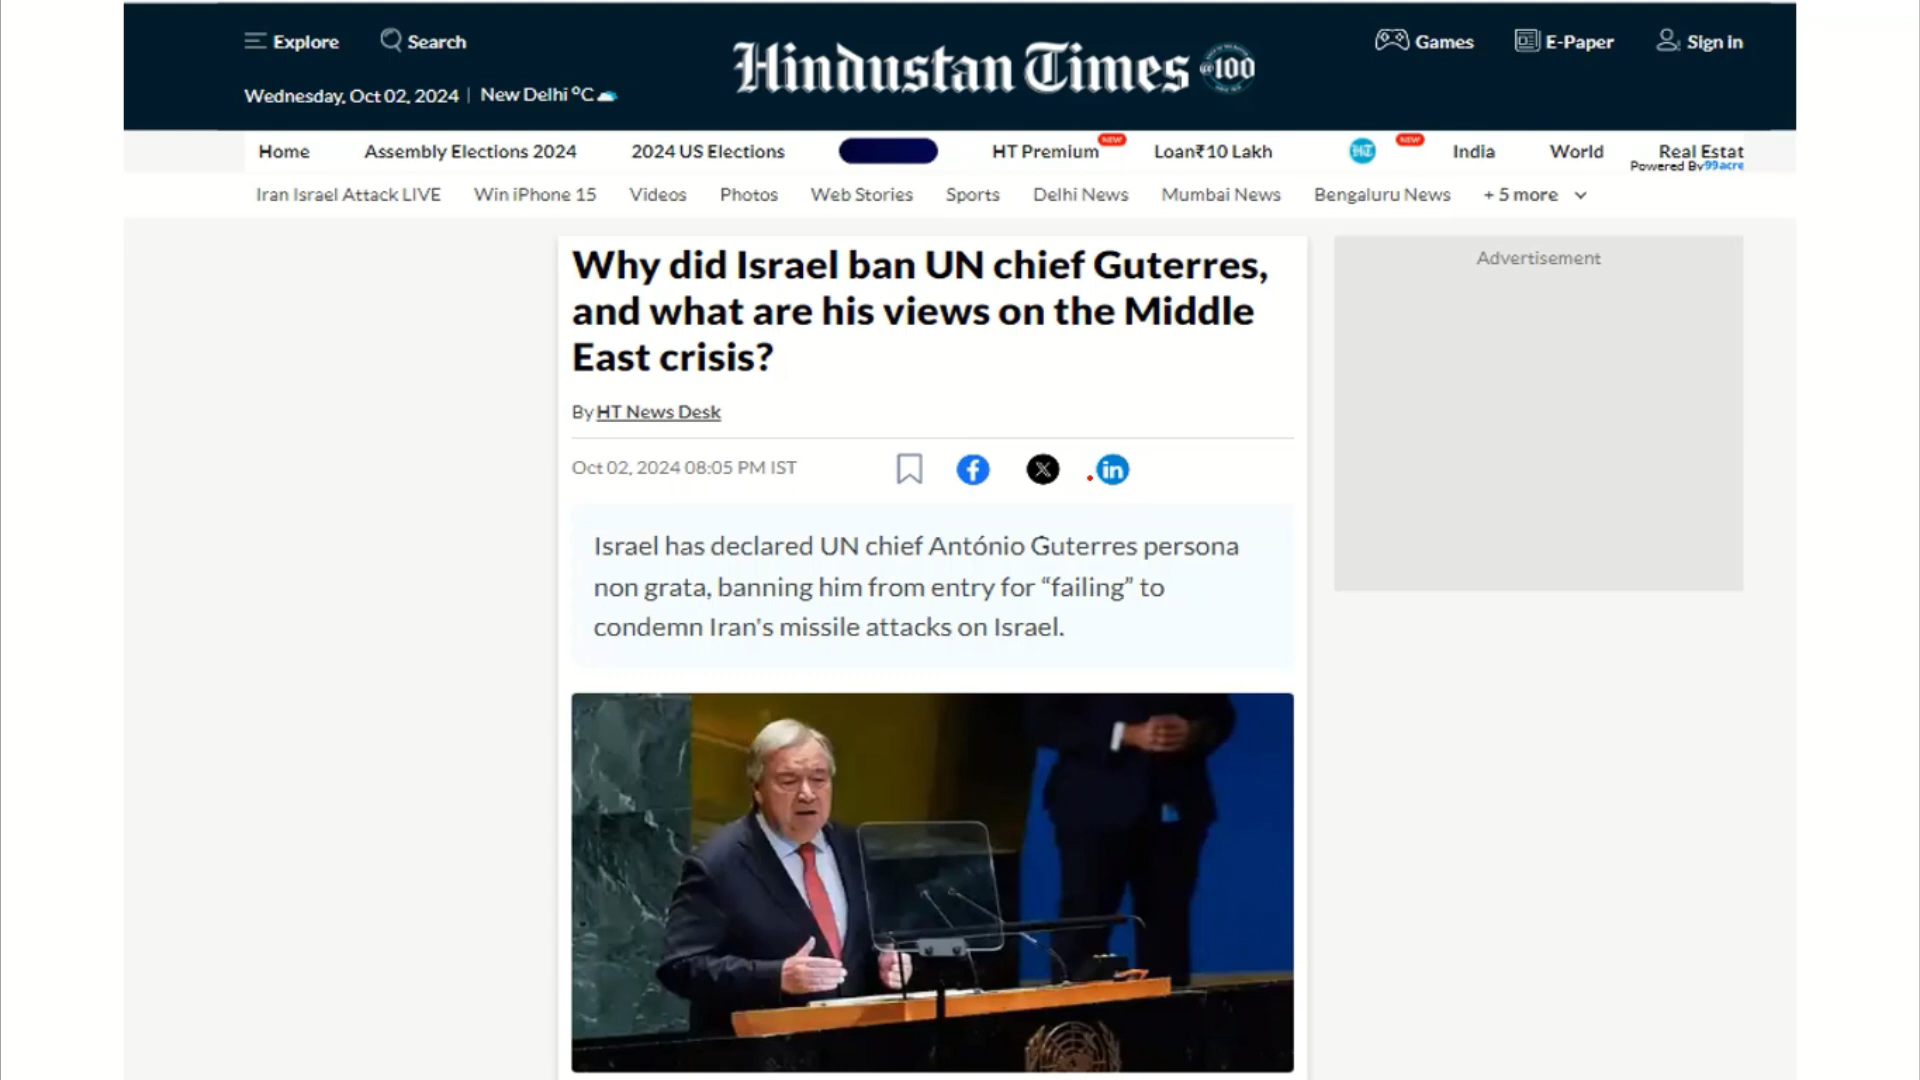 Explore
Search
Hindustan Times @100
Games
E-Paper
Sign in
Wednesday, Oct 02, 2024 | New Delhi °C
Home
Assembly Elections 2024
2024 US Elections
HT Premium
NEW
Loan₹10 Lakh
HT
NEW
India
World
Real Estat
Powered By 99acre
Iran Israel Attack LIVE
Win iPhone 15
Videos
Photos
Web Stories
Sports
Delhi News
Mumbai News
Bengaluru News
+ 5 more
Why did Israel ban UN chief Guterres,
and what are his views on the Middle
East crisis?
By HT News Desk
Oct 02, 2024 08:05 PM IST
Israel has declared UN chief António Guterres persona
non grata, banning him from entry for “failing” to
condemn Iran's missile attacks on Israel.
Advertisement